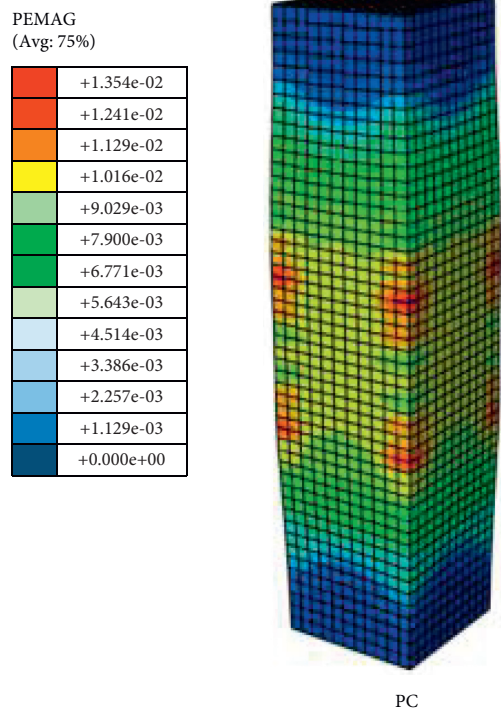 PEMAG
(Avg: 75%)
+1.354e-02
+1.241e-02
+1.129e-02
+1.016e-02
+9.029e-03
+7.900e-03
+6.771e-03
+5.643e-03
+4.514e-03
+3.386e-03
+2.257e-03
+1.129e-03
+0.000e+00
PC